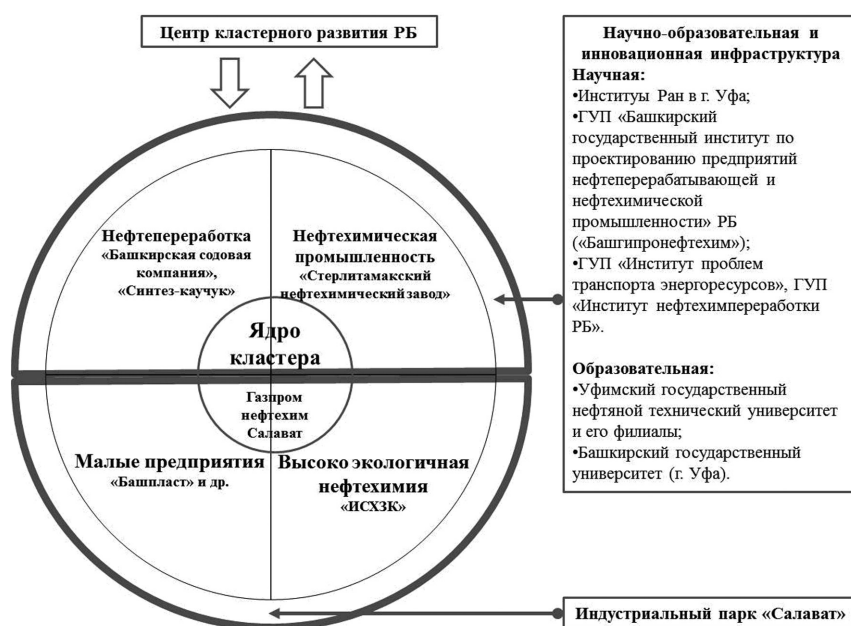 Центр кластерного развития РБ
Нефтепереработка
«Башкирская содовая
компания»,
«Синтез-каучук»
Нефтехимическая
промышленность
«Стерлитамакский
нефтехимический завод»
Ядро
кластера
Газпром
нефтехим
Салават
Малые предприятия
«Башпласт» и др.
Высоко экологичная
нефтехимия
«ИСХЗК»
Научно-образовательная и
инновационная инфраструктура
Научная:
•Институы Ран в г. Уфа;
•ГУП «Башкирский
государственный институт по
проектированию предприятий
нефтеперерабатывающей и
нефтехимической
промышленности» РБ
(«Башгипронефтехим»);
•ГУП «Институт проблем
транспорта энергоресурсов», ГУП
«Институт нефтехимпереработки
РБ».
Образовательная:
•Уфимский государственный
нефтяной технический университет
и его филиалы;
•Башкирский государственный
университет (г. Уфа).
Индустриальный парк «Салават»